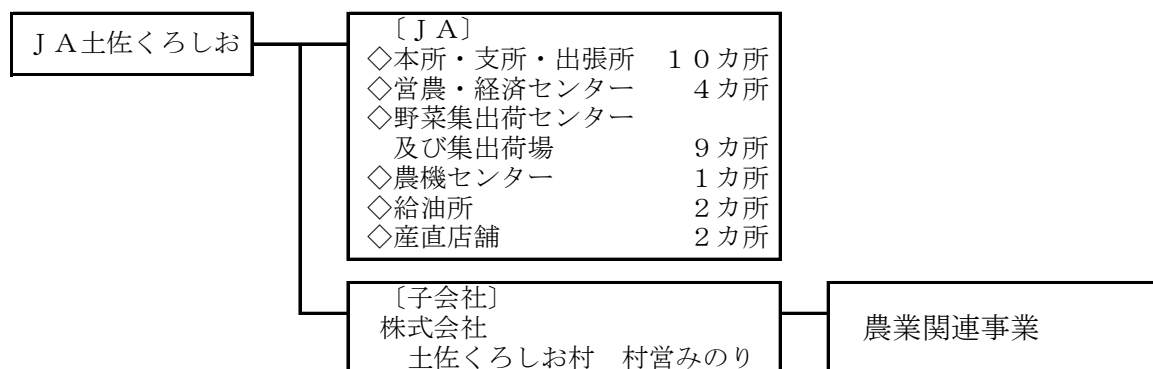 ＪＡ土佐くろしお
〔ＪＡ〕
◇本所・支所・出張所　１０カ所
◇営農・経済センター　　４カ所
◇野菜集出荷センター
及び集出荷場　　　　　９カ所
◇農機センター　　　　　１カ所
◇給油所　　　　　　　　２カ所
◇産直店舗　　　　　　　２カ所
〔子会社〕
株式会社
土佐くろしお村　村営みのり
農業関連事業